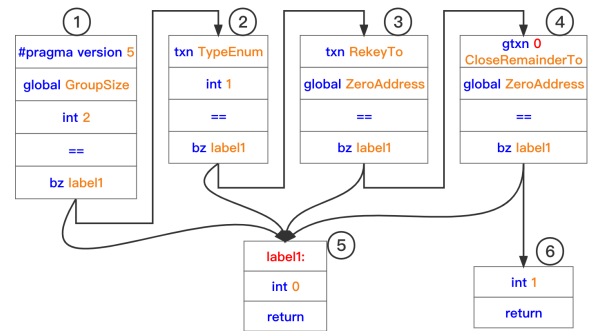 1
#pragma version 5
global GroupSize
int 2
==
bz label1
2
txn TypeEnum
int 1
==
bz label1
3
txn RekeyTo
global ZeroAddress
==
bz label1
4
gtxn 0
CloseRemainderTo
global ZeroAddress
==
bz label1
5
label1:
int 0
return
6
int 1
return